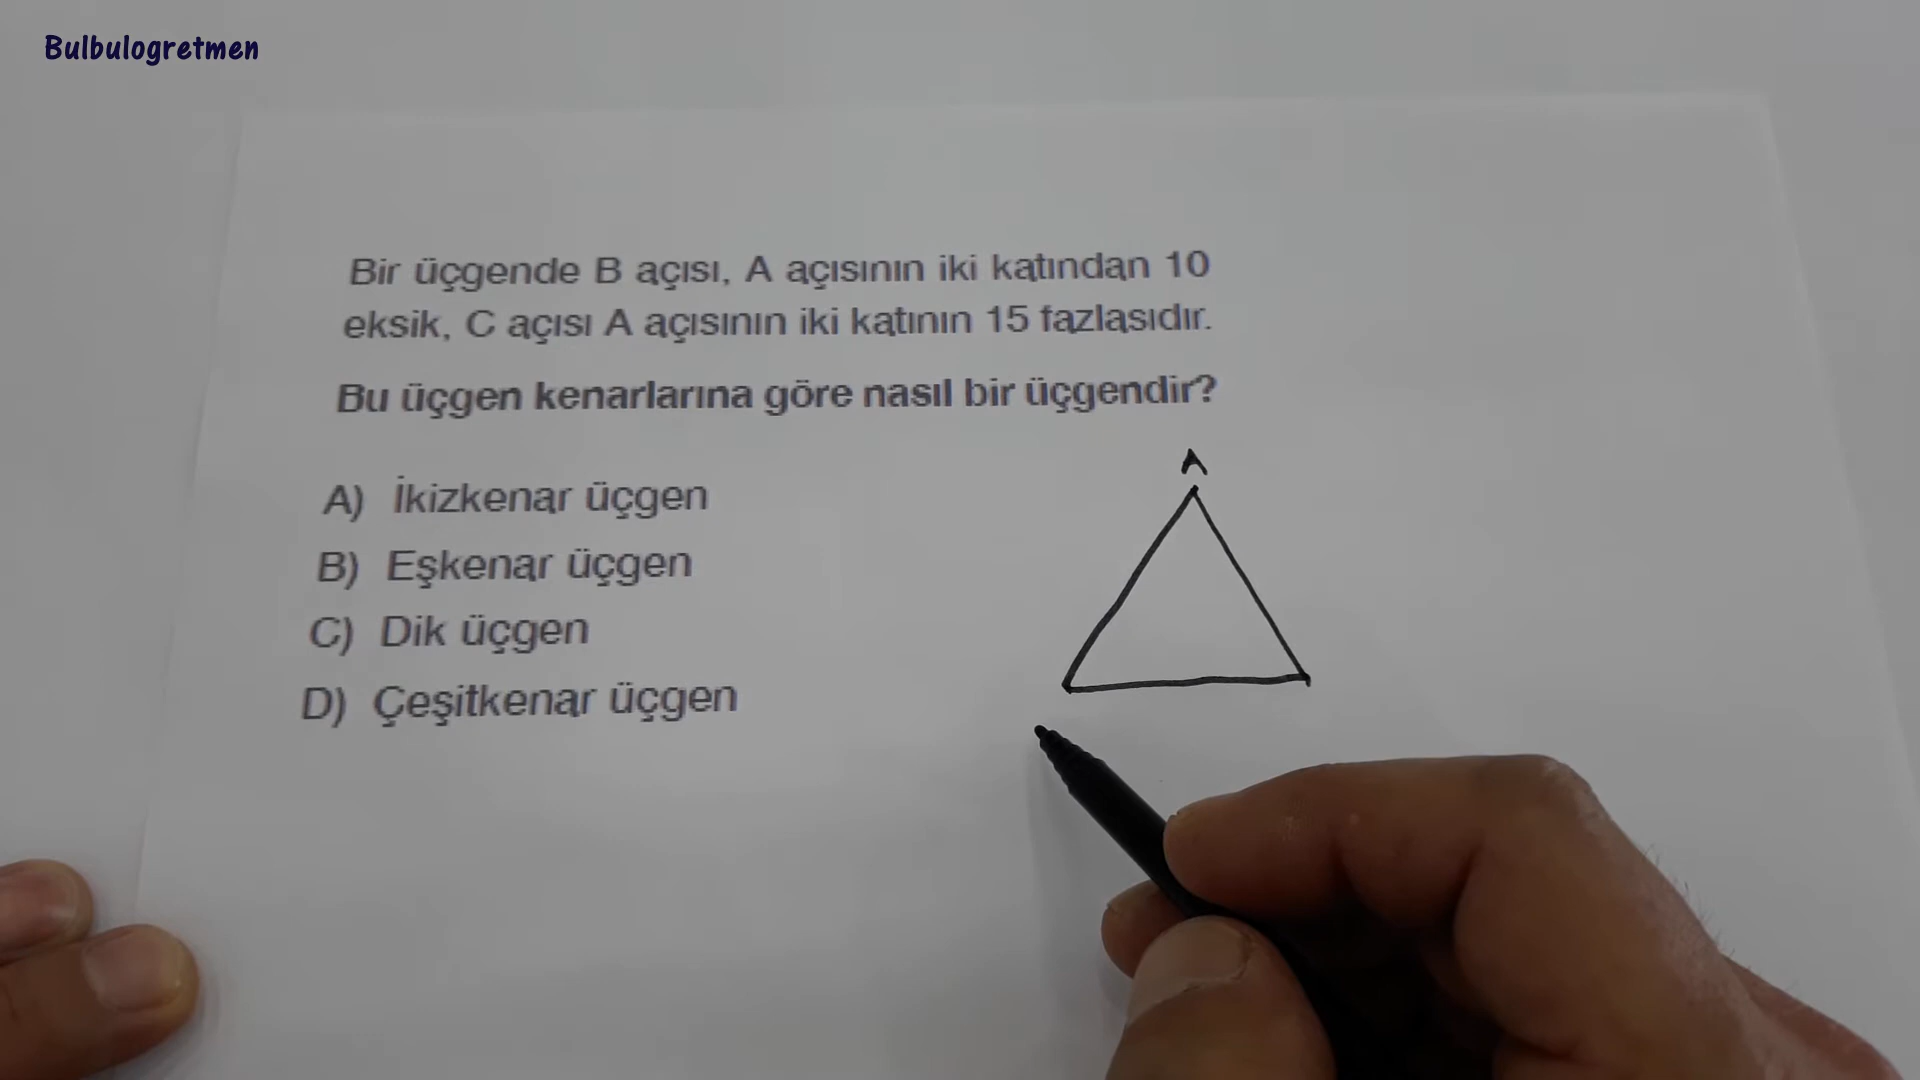 Bulbulogretmen
Bir üçgende B açısı, A açısının iki katından 10
eksik, C açısı A açısının iki katının 15 fazlasıdır.
Bu üçgen kenarlarına göre nasıl bir üçgendir?
A) İkizkenar üçgen
A
B) Eşkenar üçgen
C) Dik üçgen
D) Çeşitkenar üçgen